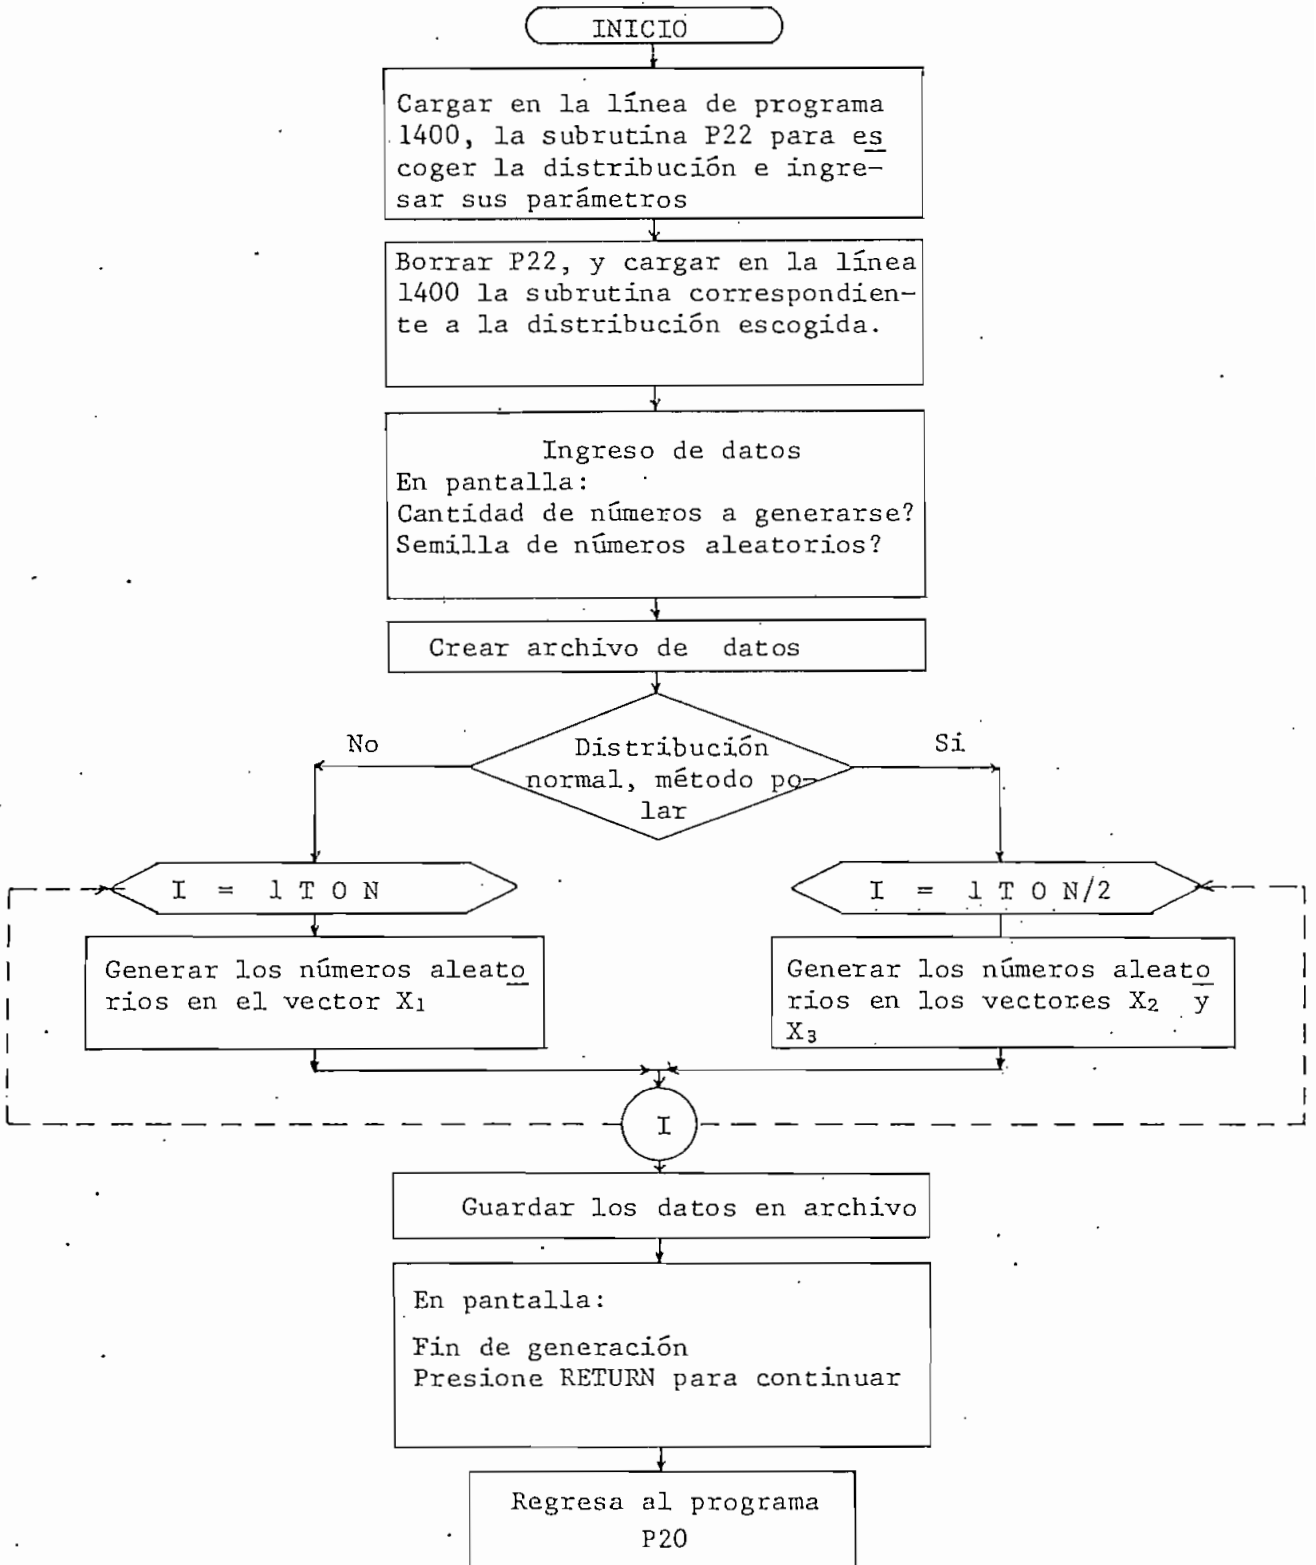 INICIO
Cargar en la línea de programa
1400, la subrutina P22 para es
coger la distribución e ingre-
sar sus parámetros
Borrar P22, y cargar en la línea
1400 la subrutina correspondien-
te a la distribución escogida.
Ingreso de datos
En pantalla:
Cantidad de números a generarse?
Semilla de números aleatorios?
Crear archivo de datos
No
Distribución
normal, método po-
lar
Si
I = 1 T O N
I = 1 T O N/2
Generar los números aleato
rios en el vector X₁
Generar los números aleato
rios en los vectores X₂ y
X₃
I
Guardar los datos en archivo
En pantalla:
Fin de generación
Presione RETURN para continuar
Regresa al programa
P20